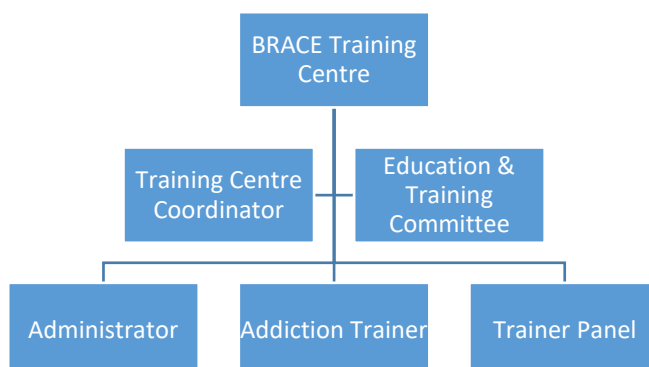 BRACE Training
Centre
Training Centre
Coordinator
Education &
Training
Committee
Administrator
Addiction Trainer
Trainer Panel